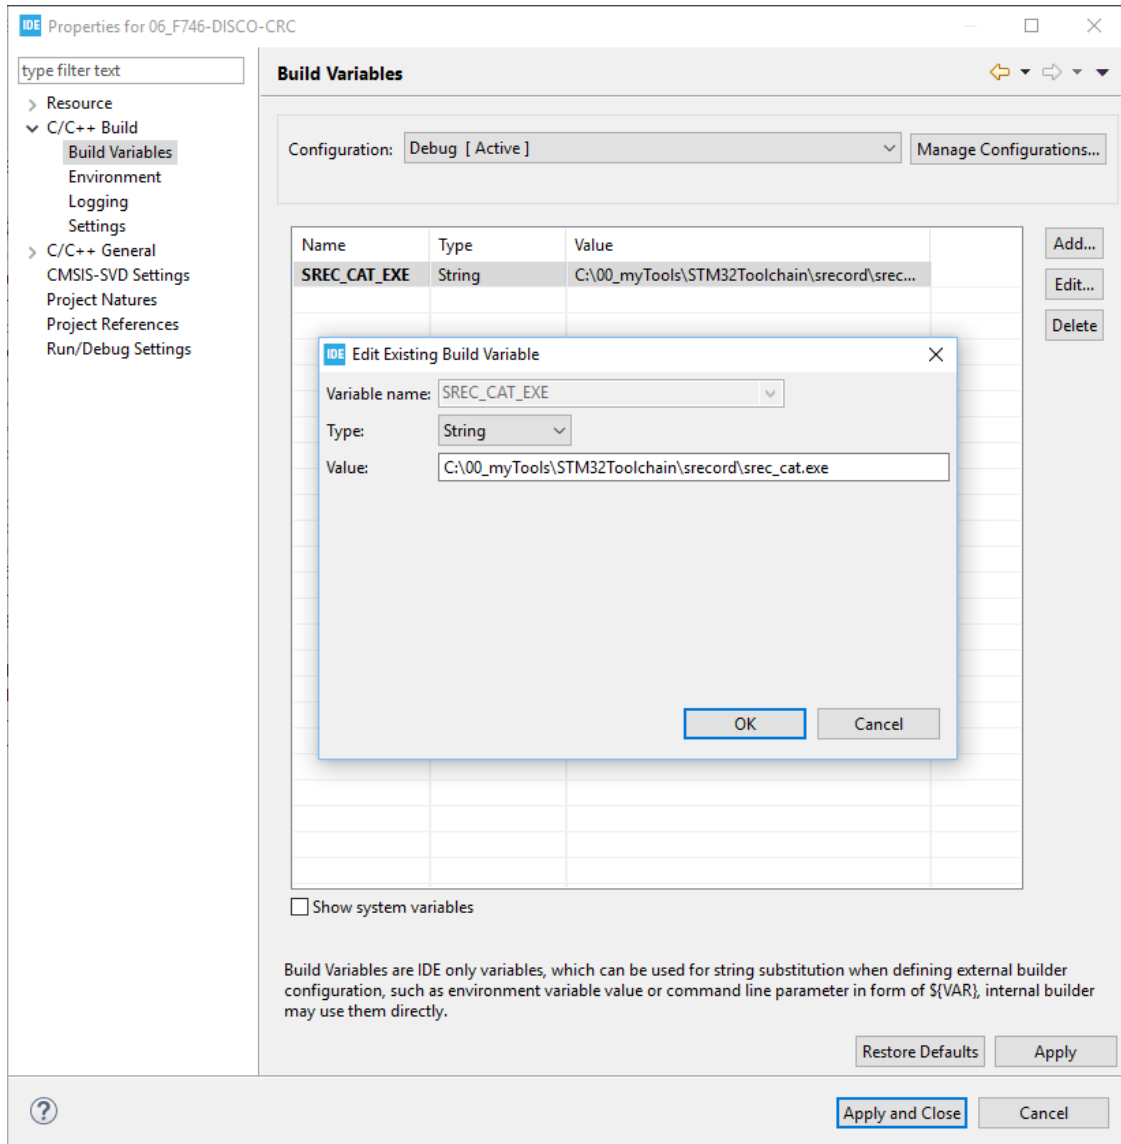 IDE Properties for 06_F746-DISCO-CRC
type filter text
Build Variables
Resource
C/C++ Build
Build Variables
Environment
Logging
Settings
C/C++ General
CMSIS-SVD Settings
Project Natures
Project References
Run/Debug Settings
Configuration: Debug [ Active ] Manage Configurations...
Name Type Value
SREC_CAT_EXE String C:\00_myTools\STM32Toolchain\srecord\srec...
Add...
Edit...
Delete
IDE Edit Existing Build Variable
Variable name: SREC_CAT_EXE
Type: String
Value: C:\00_myTools\STM32Toolchain\srecord\srec_cat.exe
OK Cancel
Show system variables
Build Variables are IDE only variables, which can be used for string substitution when defining external builder
configuration, such as environment variable value or command line parameter in form of ${VAR}, internal builder
may use them directly.
Restore Defaults Apply
? Apply and Close Cancel